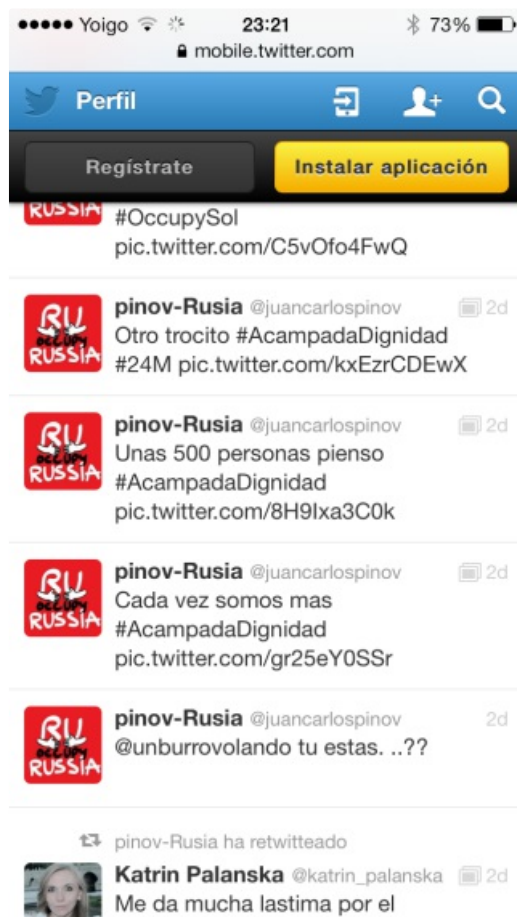 Yoigo 23:21 73%
mobile.twitter.com
Perfil
Regístrate Instalar aplicación
RUSSIA
#OccupySol
pic.twitter.com/C5vOfo4FwQ
pinov-Rusia @juancarlospinov 2d
Otro trocito #AcampadaDignidad
#24M pic.twitter.com/kxEzrCDEwX
RU
OCCUPY
RUSSIA
pinov-Rusia @juancarlospinov 2d
Unas 500 personas pienso
#AcampadaDignidad
pic.twitter.com/8H9Ixa3C0k
RU
OCCUPY
RUSSIA
pinov-Rusia @juancarlospinov 2d
Cada vez somos mas
#AcampadaDignidad
pic.twitter.com/gr25eY0SSr
RU
OCCUPY
RUSSIA
pinov-Rusia @juancarlospinov 2d
@unburrovolando tu estas. ..??
RU
OCCUPY
RUSSIA
pinov-Rusia ha retwitteado
Katrin Palanska @katrin_palanska 2d
Me da mucha lastima por el